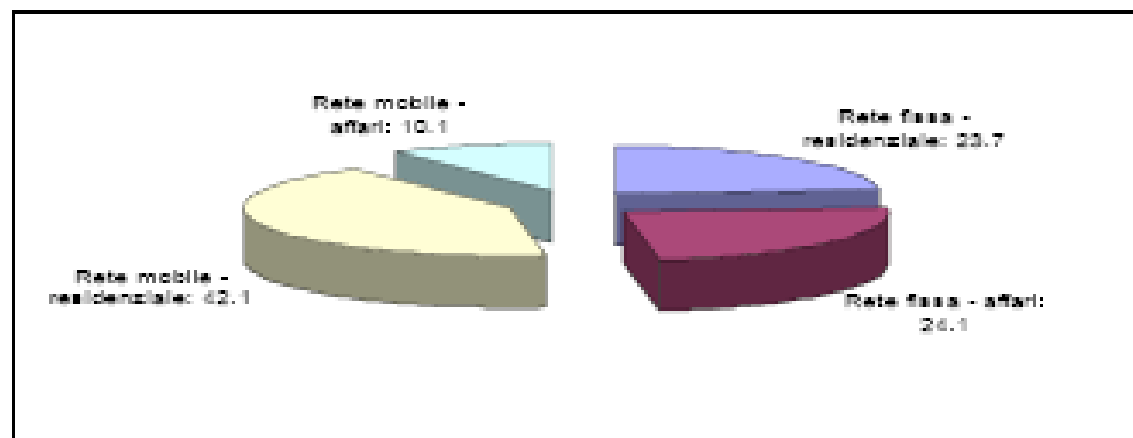 Rete mobile -
affari: 10.1
Rete fissa -
residenziale: 23.7
Rete mobile -
residenziale: 42.1
Rete fissa - affari:
24.1